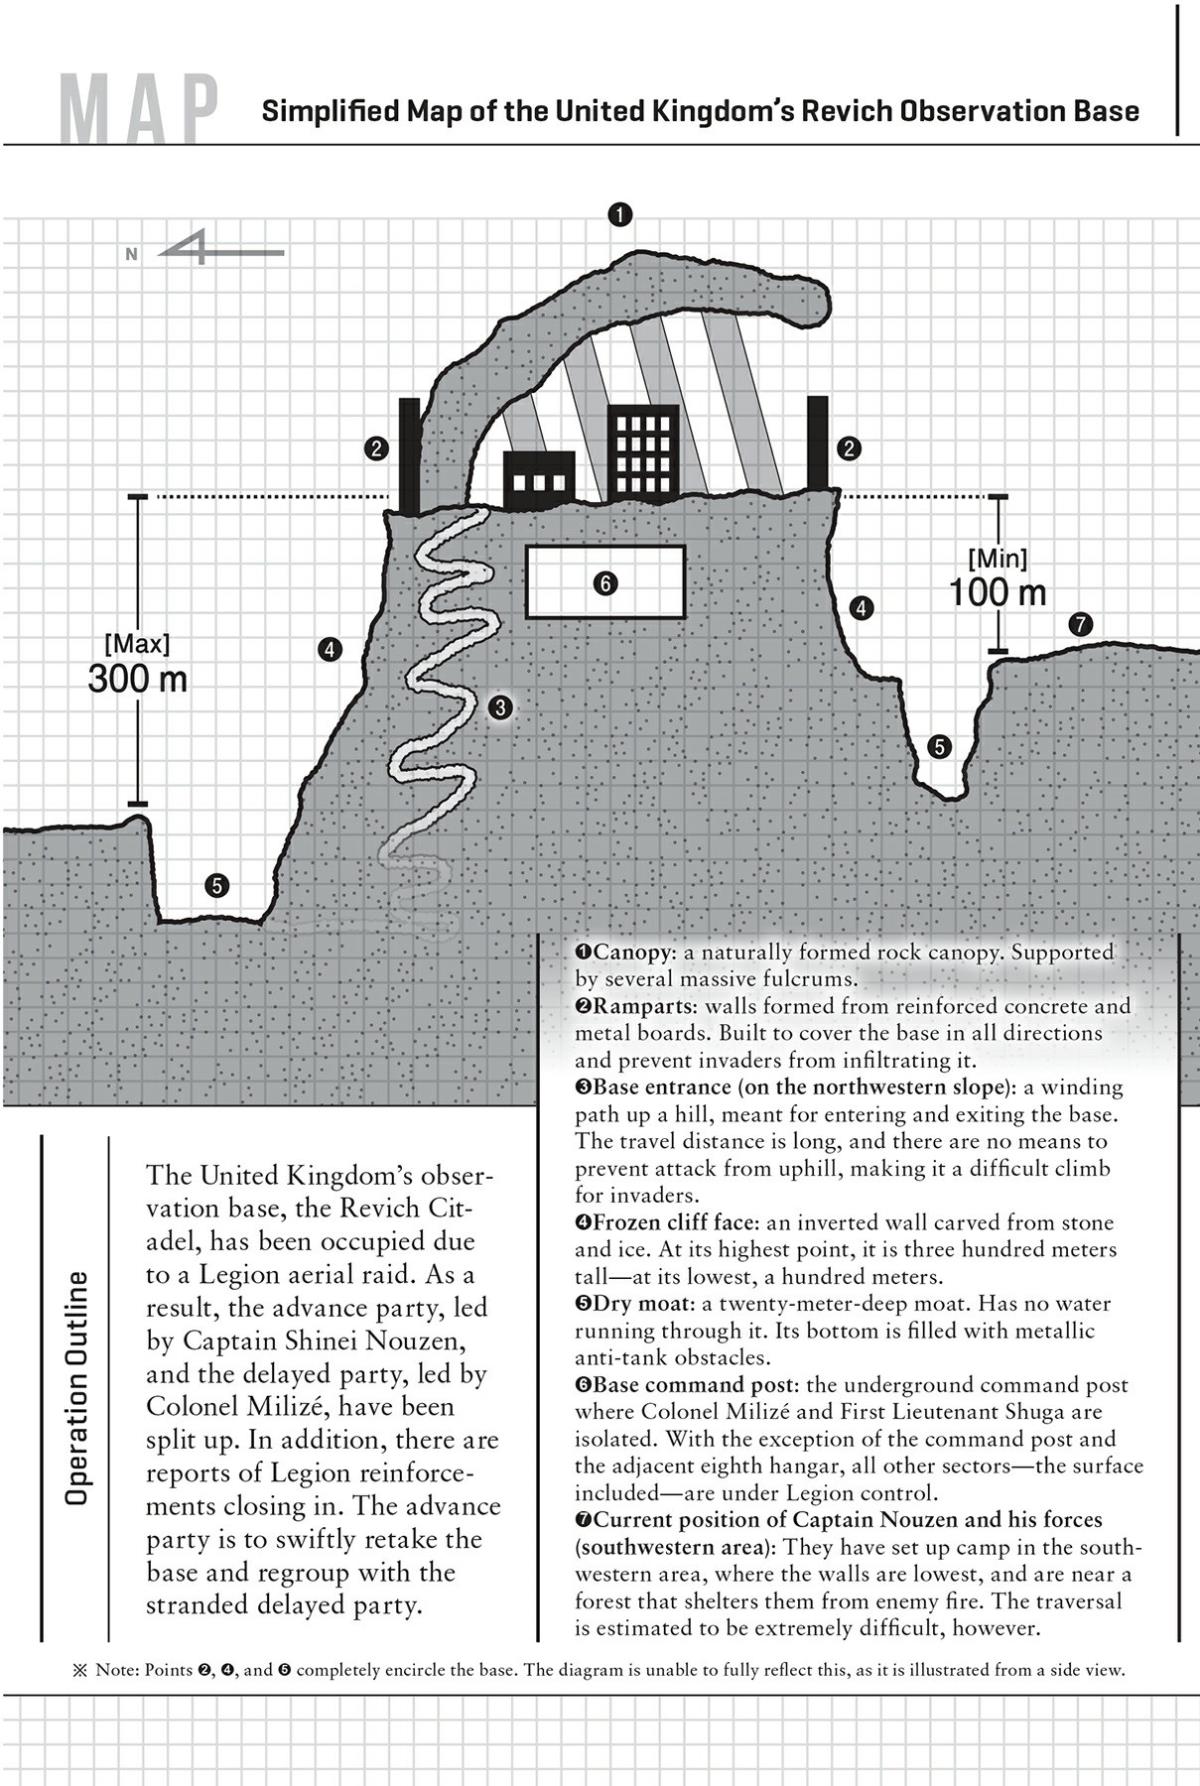 MAP
Simplified Map of the United Kingdom's Revich Observation Base
❶
N
❷
❷
[Min]
100 m
❻
❹
❼
[Max]
300 m
❹
❸
❺
❺
❶Canopy: a naturally formed rock canopy. Supported
by several massive fulcrums.
❷Ramparts: walls formed from reinforced concrete and
metal boards. Built to cover the base in all directions
and prevent invaders from infiltrating it.
❸Base entrance (on the northwestern slope): a winding
path up a hill, meant for entering and exiting the base.
The travel distance is long, and there are no means to
prevent attack from uphill, making it a difficult climb
for invaders.
❹Frozen cliff face: an inverted wall carved from stone
and ice. At its highest point, it is three hundred meters
tall—at its lowest, a hundred meters.
❺Dry moat: a twenty-meter-deep moat. Has no water
running through it. Its bottom is filled with metallic
anti-tank obstacles.
❻Base command post: the underground command post
where Colonel Milizé and First Lieutenant Shuga are
isolated. With the exception of the command post and
the adjacent eighth hangar, all other sectors—the surface
included—are under Legion control.
❼Current position of Captain Nouzen and his forces
(southwestern area): They have set up camp in the south-
western area, where the walls are lowest, and are near a
forest that shelters them from enemy fire. The traversal
is estimated to be extremely difficult, however.
Operation Outline
The United Kingdom's obser-
vation base, the Revich Cit-
adel, has been occupied due
to a Legion aerial raid. As a
result, the advance party, led
by Captain Shinei Nouzen,
and the delayed party, led by
Colonel Milizé, have been
split up. In addition, there are
reports of Legion reinforce-
ments closing in. The advance
party is to swiftly retake the
base and regroup with the
stranded delayed party.
※ Note: Points ❷, ❹, and ❺ completely encircle the base. The diagram is unable to fully reflect this, as it is illustrated from a side view.